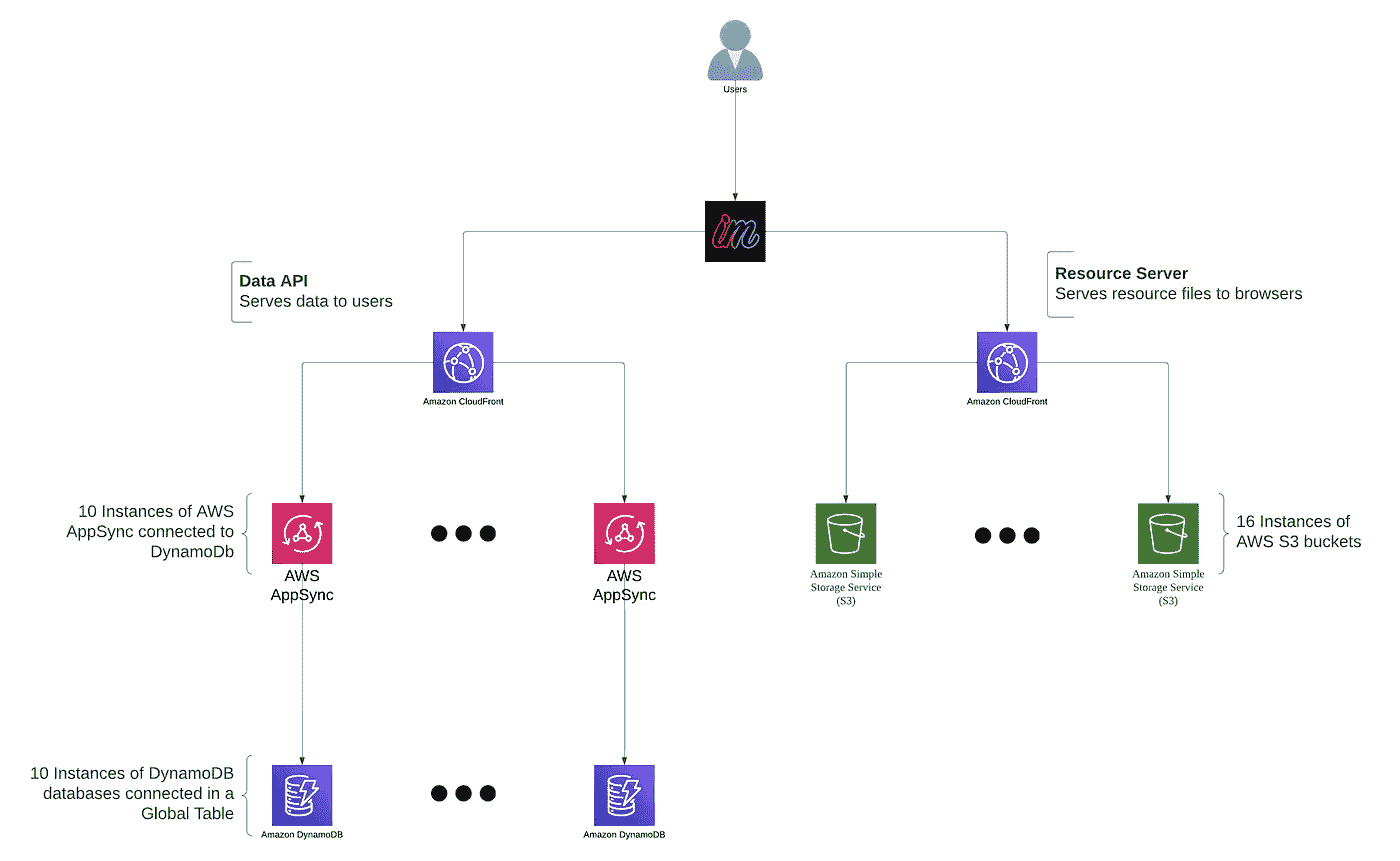 Users
im
Data API
Serves data to users
Resource Server
Serves resource files to browsers
Amazon CloudFront
Amazon CloudFront
10 Instances of AWS
AppSync connected to
DynamoDb
AWS
AppSync
AWS
AppSync
Amazon Simple
Storage Service
(S3)
Amazon Simple
Storage Service
(S3)
16 Instances of
AWS S3 buckets
10 Instances of DynamoDB
databases connected in a
Global Table
Amazon DynamoDB
Amazon DynamoDB